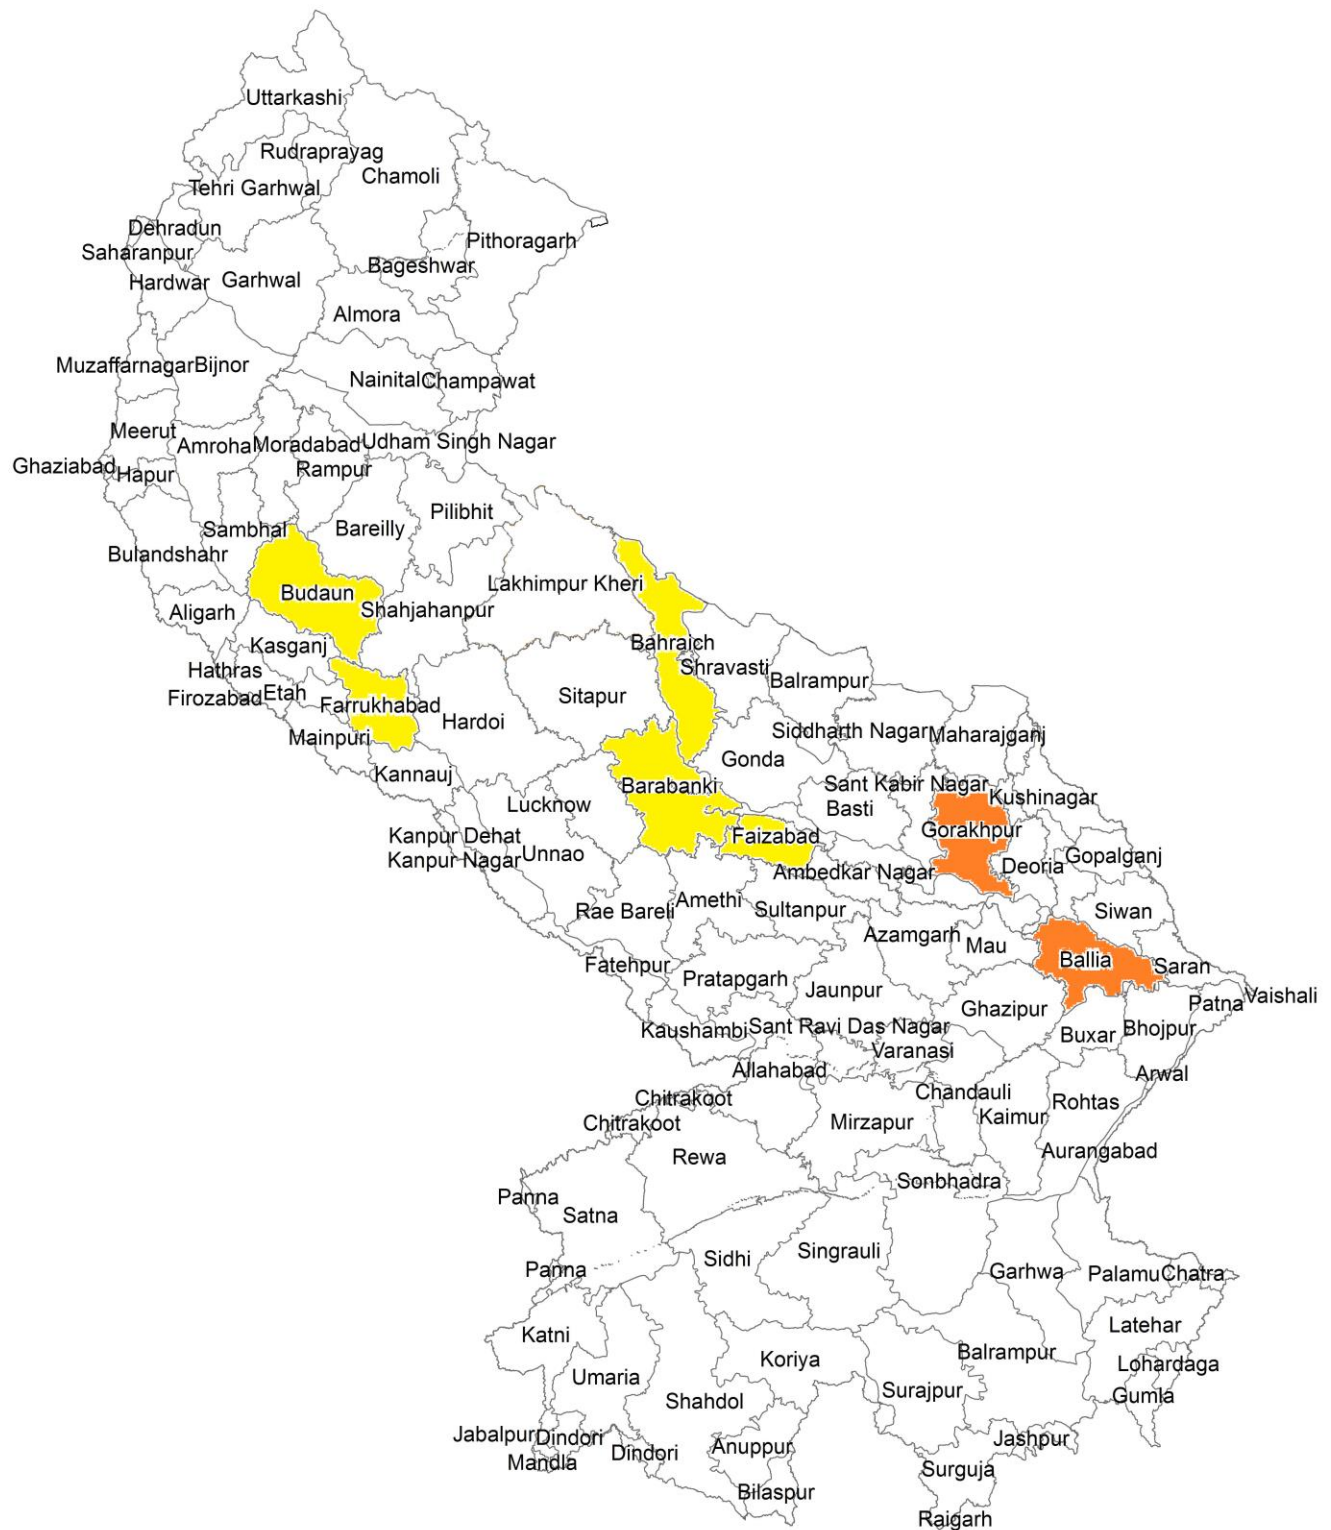 Uttarkashi
Rudraprayag
Chamoli
Tehri Garhwal
Dehradun
Pithoragarh
Saharanpur
Bageshwar
Hardwar
Garhwal
Almora
Muzaffarnagar
Bijnor
Nainital
Champawat
Meerut
Amroha
Moradabad
Udham Singh Nagar
Ghaziabad
Hapur
Rampur
Pilibhit
Sambhal
Bareilly
Bulandshahr
Lakhimpur Kheri
Budaun
Aligarh
Shahjahanpur
Kasganj
Bahraich
Hathras
Shravasti
Firozabad
Etah
Farrukhabad
Sitapur
Balrampur
Hardoi
Mainpuri
Siddharth Nagar
Maharajganj
Gonda
Kannauj
Barabanki
Sant Kabir Nagar
Lucknow
Basti
Kushinagar
Kanpur Dehat
Faizabad
Gorakhpur
Kanpur Nagar
Unnao
Deoria
Gopalganj
Ambedkar Nagar
Rae Bareli
Amethi
Sultanpur
Siwan
Azamgarh
Mau
Fatehpur
Ballia
Saran
Pratapgarh
Jaunpur
Vaishali
Ghazipur
Patna
Kaushambi
Sant Ravi Das Nagar
Buxar
Bhojpur
Varanasi
Allahabad
Arwal
Chitrakoot
Chandauli
Rohtas
Chitrakoot
Mirzapur
Kaimur
Rewa
Aurangabad
Sonbhadra
Panna
Satna
Sidhi
Singrauli
Panna
Garhwa
Palamu
Chatra
Katni
Latehar
Koriya
Balrampur
Umaria
Lohardaga
Shahdol
Surajpur
Gumla
Jabalpur
Dindori
Dindori
Anuppur
Jashpur
Mandla
Surguja
Bilaspur
Raigarh